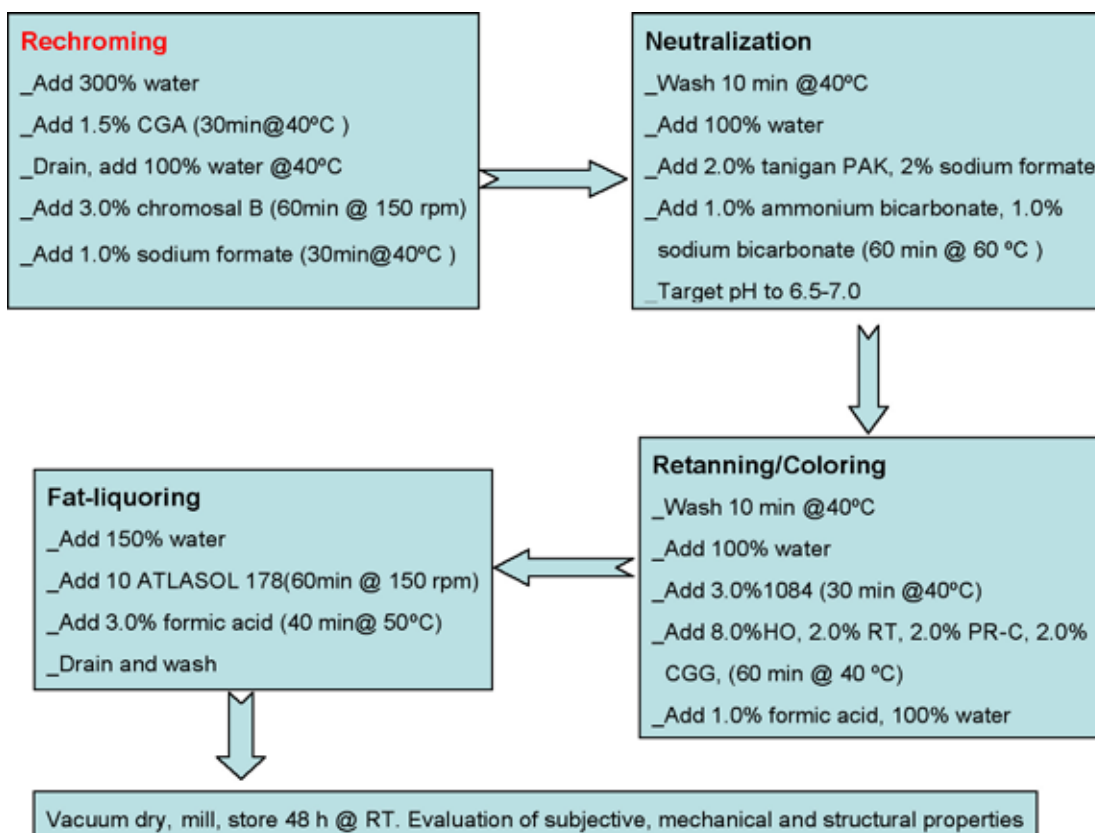 Rechroming
_Add 300% water
_Add 1.5% CGA (30min@40ºC )
_Drain, add 100% water @40ºC
_Add 3.0% chromosal B (60min @ 150 rpm)
_Add 1.0% sodium formate (30min@40ºC )
Neutralization
_Wash 10 min @40ºC
_Add 100% water
_Add 2.0% tanigan PAK, 2% sodium formate
_Add 1.0% ammonium bicarbonate, 1.0%
sodium bicarbonate (60 min @ 60 ºC )
_Target pH to 6.5-7.0
Retanning/Coloring
_Wash 10 min @40ºC
_Add 100% water
_Add 3.0%1084 (30 min @40ºC)
_Add 8.0%HO, 2.0% RT, 2.0% PR-C, 2.0%
CGG, (60 min @ 40 ºC)
_Add 1.0% formic acid, 100% water
Fat-liquoring
_Add 150% water
_Add 10 ATLASOL 178(60min @ 150 rpm)
_Add 3.0% formic acid (40 min@ 50ºC)
_Drain and wash
Vacuum dry, mill, store 48 h @ RT. Evaluation of subjective, mechanical and structural properties